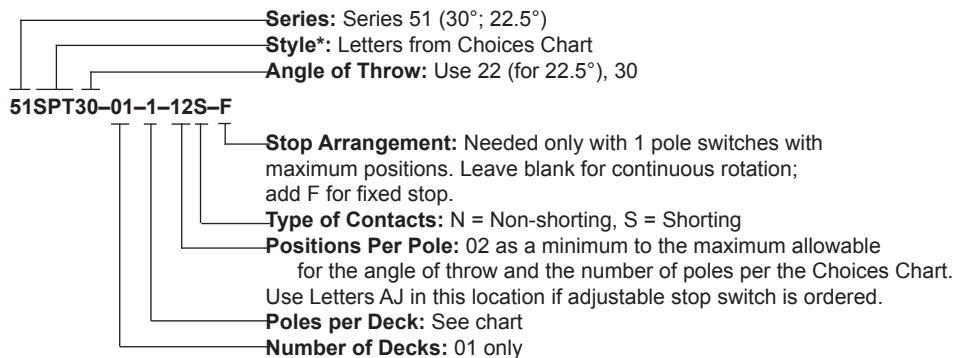 Series: Series 51 (30°; 22.5°)
Style*: Letters from Choices Chart
Angle of Throw: Use 22 (for 22.5°), 30
51SPT30–01–1–12S–F
Stop Arrangement: Needed only with 1 pole switches with
maximum positions. Leave blank for continuous rotation;
add F for fixed stop.
Type of Contacts: N = Non-shorting, S = Shorting
Positions Per Pole: 02 as a minimum to the maximum allowable
for the angle of throw and the number of poles per the Choices Chart.
Use Letters AJ in this location if adjustable stop switch is ordered.
Poles per Deck: See chart
Number of Decks: 01 only